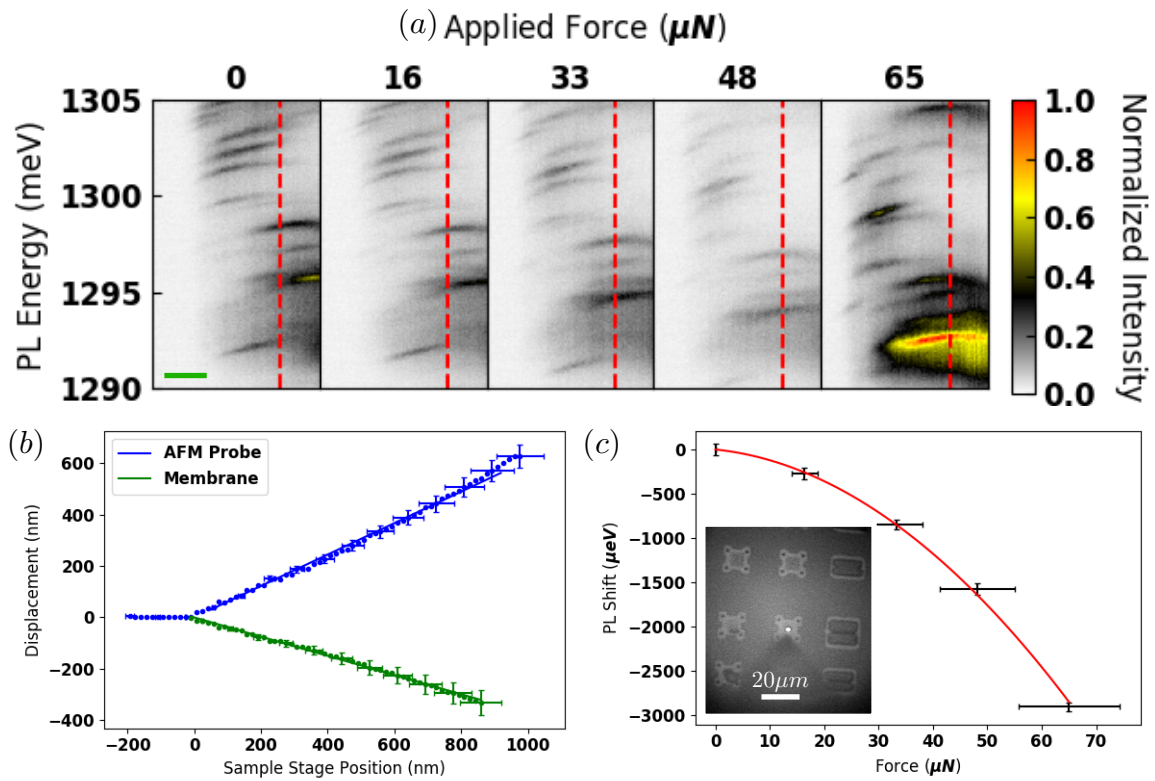 (a) Applied Force (μN)
0 16 33 48 65
PL Energy (meV)
1305
1300
1295
1290
1.0
0.8
0.6
0.4
0.2
0.0
Normalized Intensity
(b)
AFM Probe
Membrane
Displacement (nm)
600
400
200
0
−200
−400
−200 0 200 400 600 800 1000
Sample Stage Position (nm)
(c)
PL Shift (μeV)
0
−500
−1000
−1500
−2000
−2500
−3000
20μm
0 10 20 30 40 50 60 70
Force (μN)